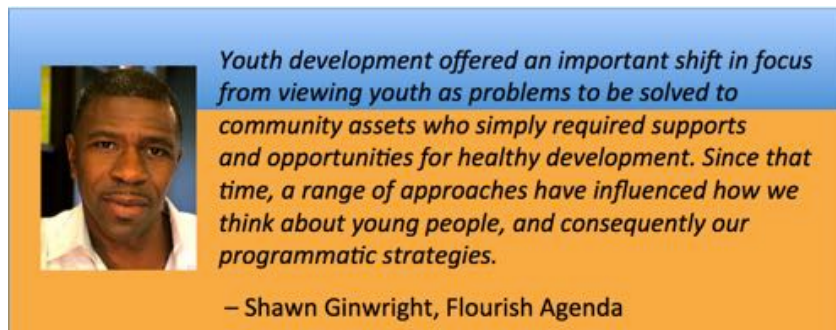 Youth development offered an important shift in focus
from viewing youth as problems to be solved to
community assets who simply required supports
and opportunities for healthy development. Since that
time, a range of approaches have influenced how we
think about young people, and consequently our
programmatic strategies.
– Shawn Ginwright, Flourish Agenda